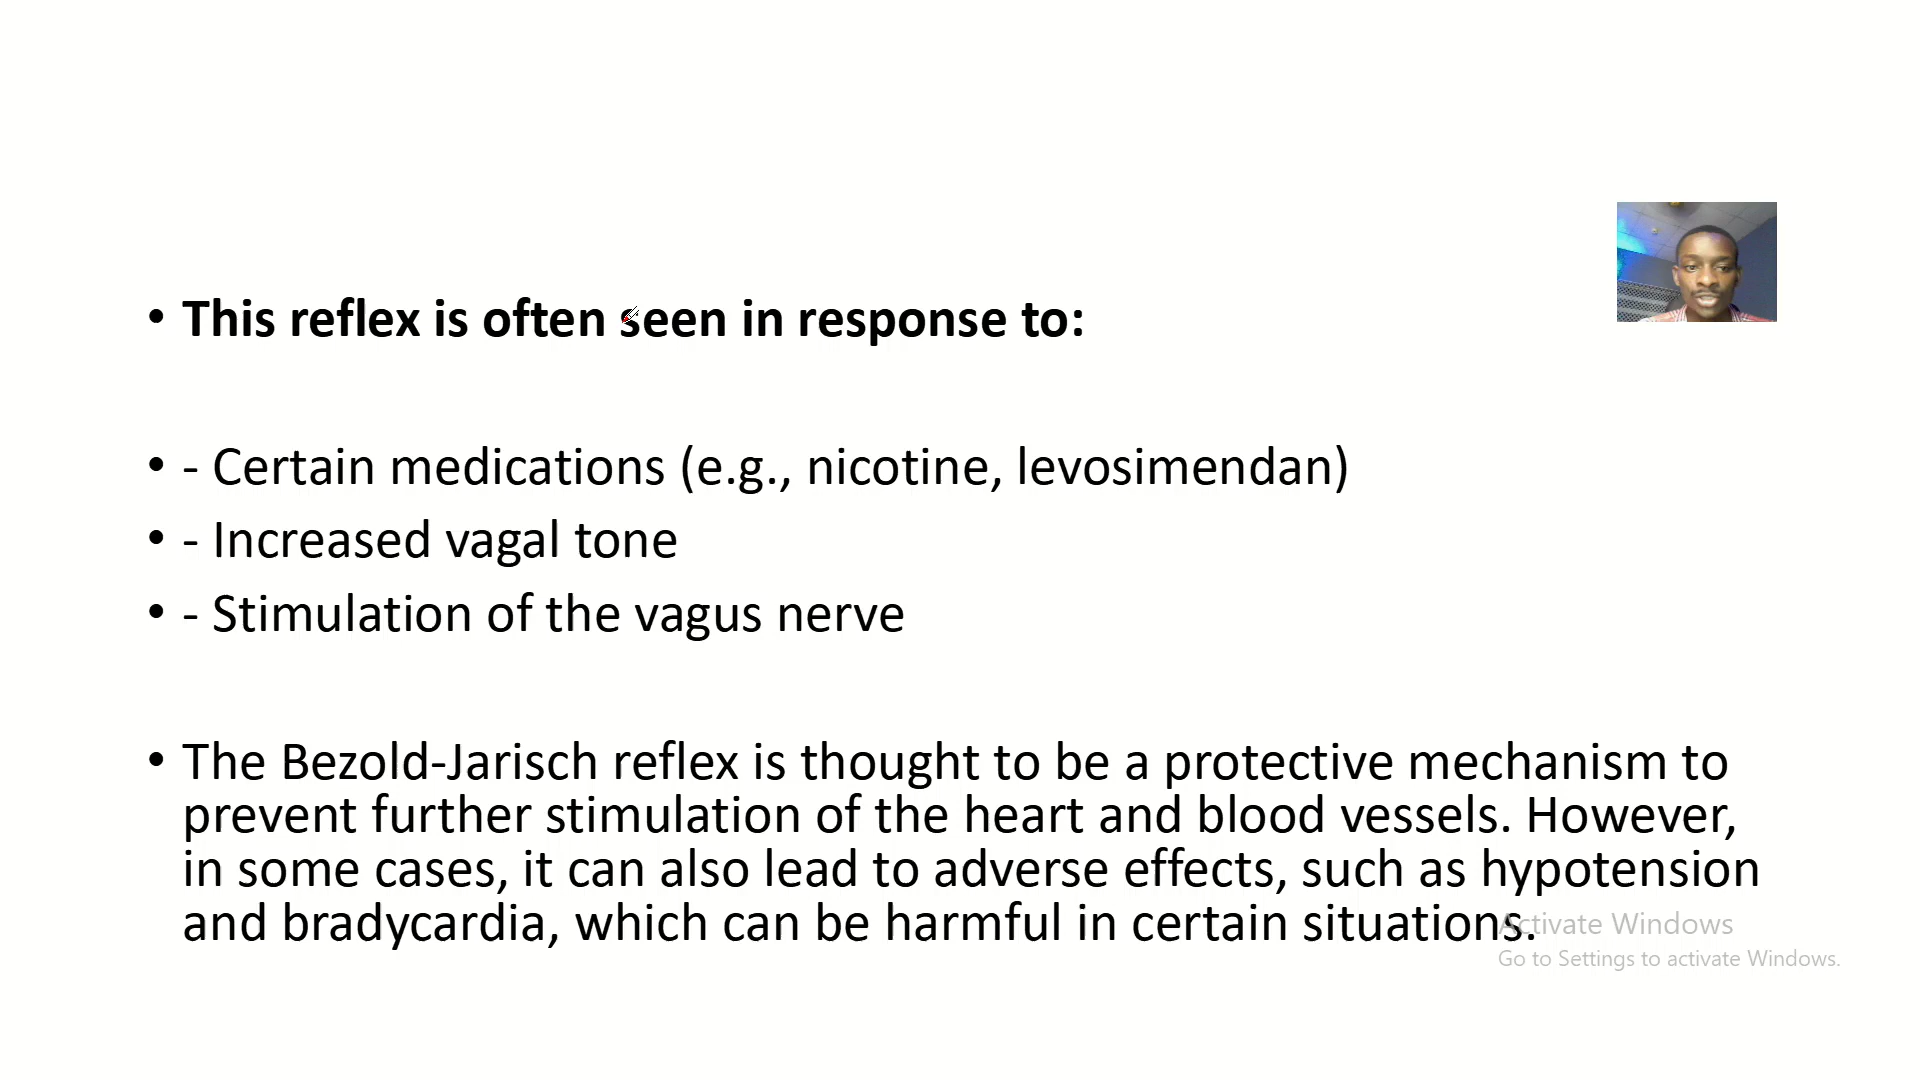 • This reflex is often seen in response to:
• - Certain medications (e.g., nicotine, levosimendan)
• - Increased vagal tone
• - Stimulation of the vagus nerve
• The Bezold-Jarisch reflex is thought to be a protective mechanism to
prevent further stimulation of the heart and blood vessels. However,
in some cases, it can also lead to adverse effects, such as hypotension
and bradycardia, which can be harmful in certain situations.
Activate Windows
Go to Settings to activate Windows.